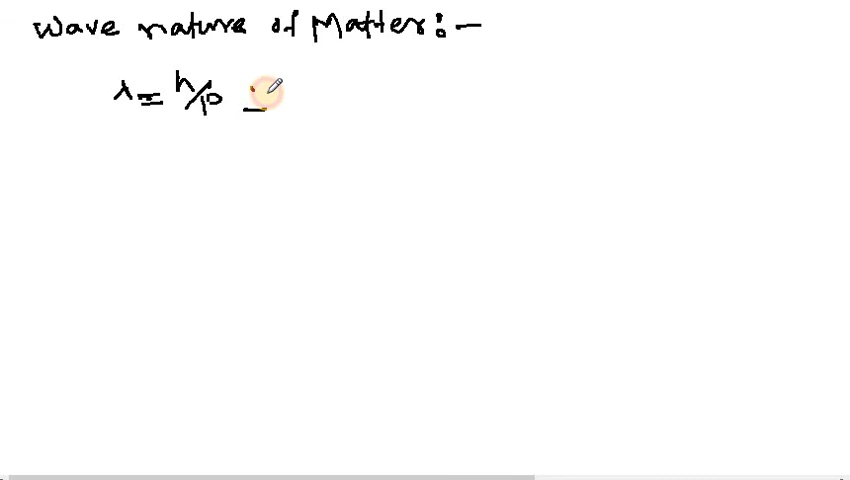 Wave nature of Matter:-
λ = h/p =